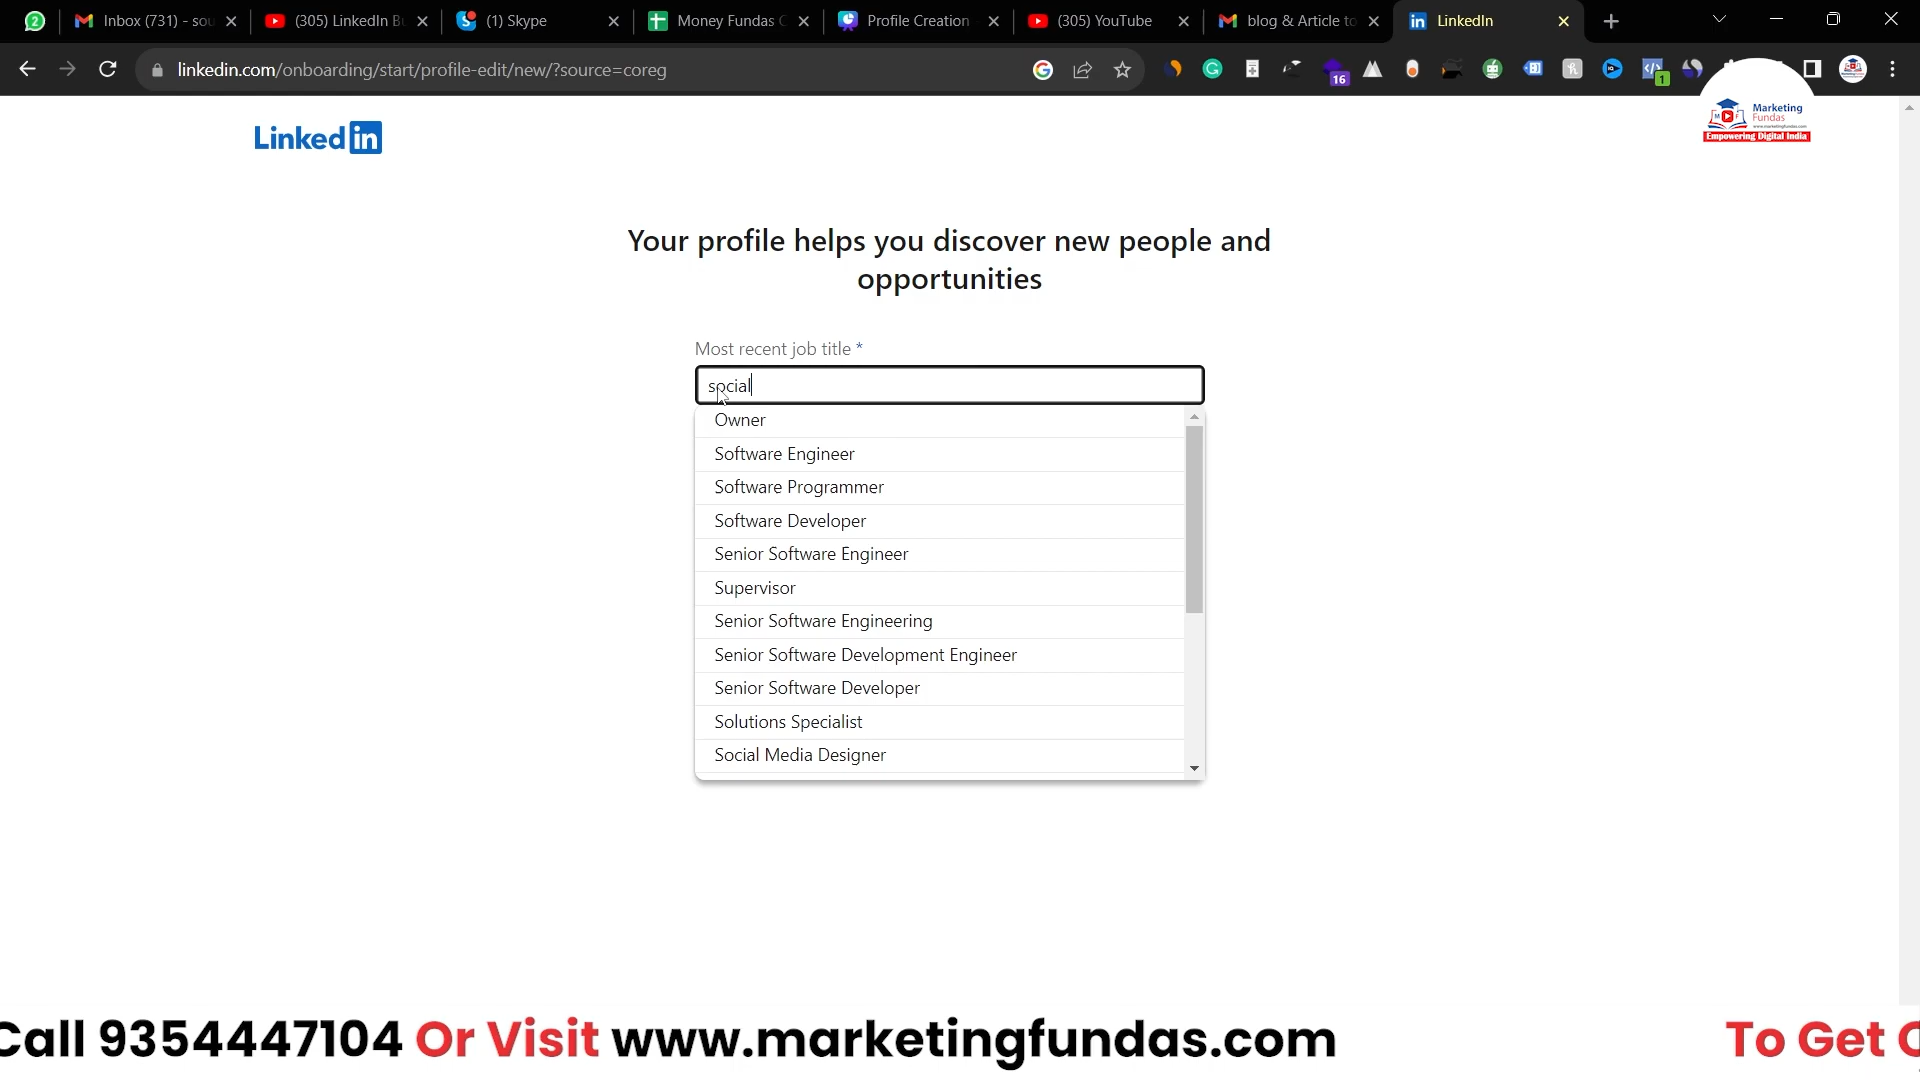 2
Inbox (731) - sou
(305) LinkedIn Bu
(1) Skype
Money Fundas C
Profile Creation
(305) YouTube
blog & Article to
LinkedIn
linkedin.com/onboarding/start/profile-edit/new/?source=coreg
16
1
Marketing
Fundas
Empowering Digital India
LinkedIn
Your profile helps you discover new people and
opportunities
Most recent job title *
social
Owner
Software Engineer
Software Programmer
Software Developer
Senior Software Engineer
Supervisor
Senior Software Engineering
Senior Software Development Engineer
Senior Software Developer
Solutions Specialist
Social Media Designer
Call 9354447104 Or Visit www.marketingfundas.com To Get